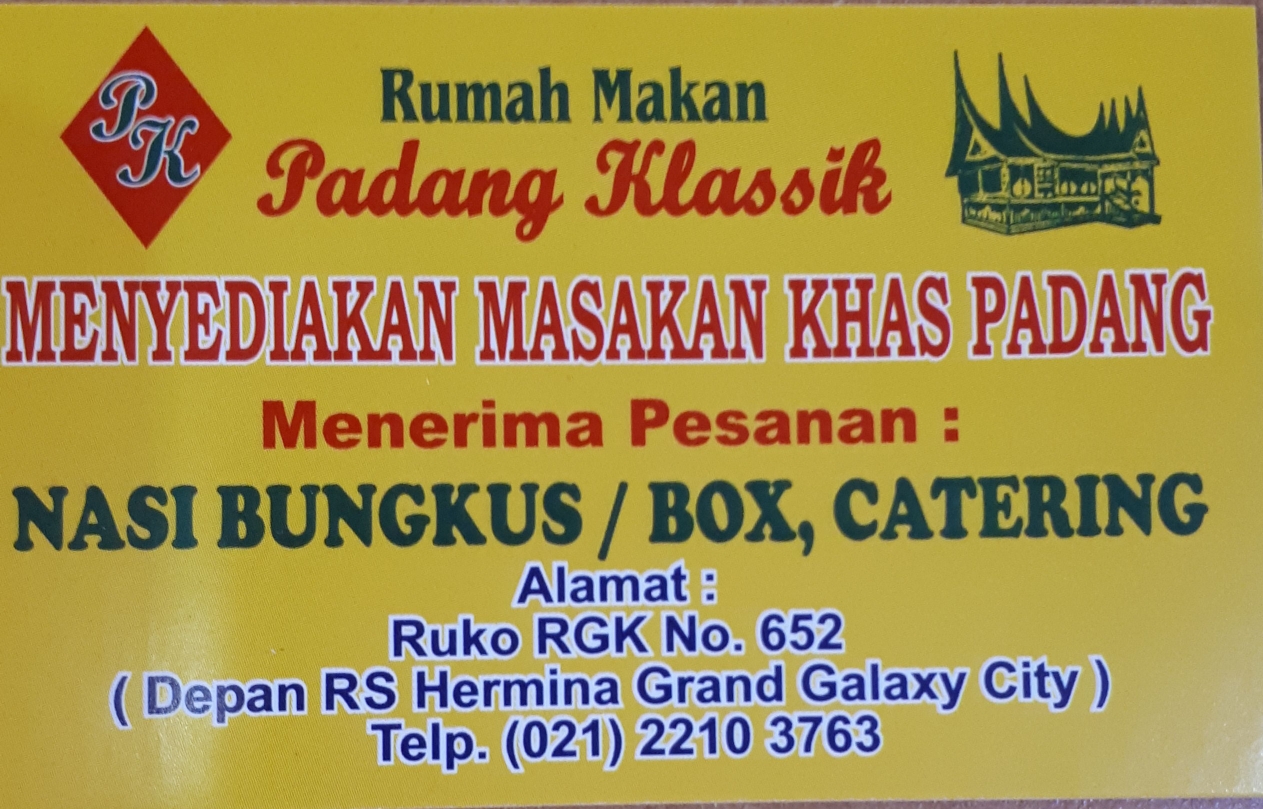 PK
Rumah Makan
Padang Klassik
MENYEDIAKAN MASAKAN KHAS PADANG
Menerima Pesanan :
NASI BUNGKUS / BOX, CATERING
Alamat :
Ruko RGK No. 652
( Depan RS Hermina Grand Galaxy City )
Telp. (021) 2210 3763